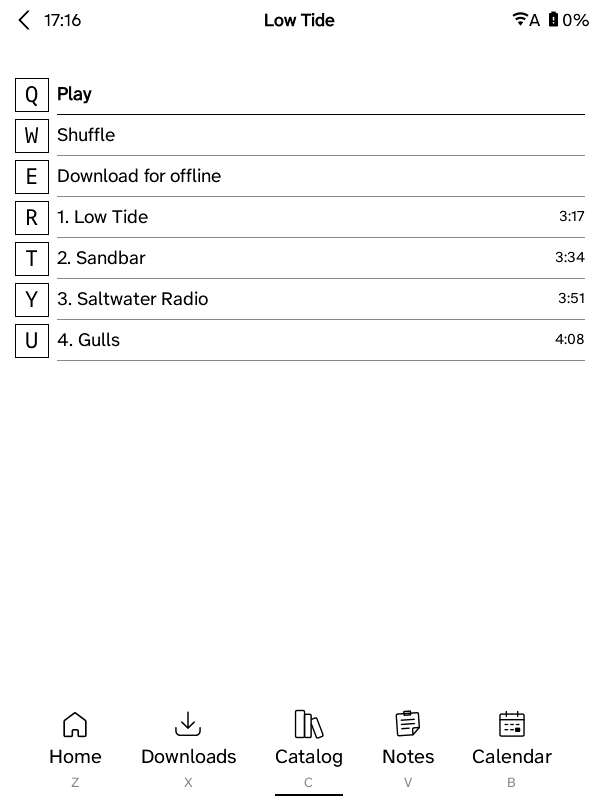 17:16 Low Tide A 0%
Q Play
W Shuffle
E Download for offline
R 1. Low Tide 3:17
T 2. Sandbar 3:34
Y 3. Saltwater Radio 3:51
U 4. Gulls 4:08
Home Downloads Catalog Notes Calendar
Z X C V B